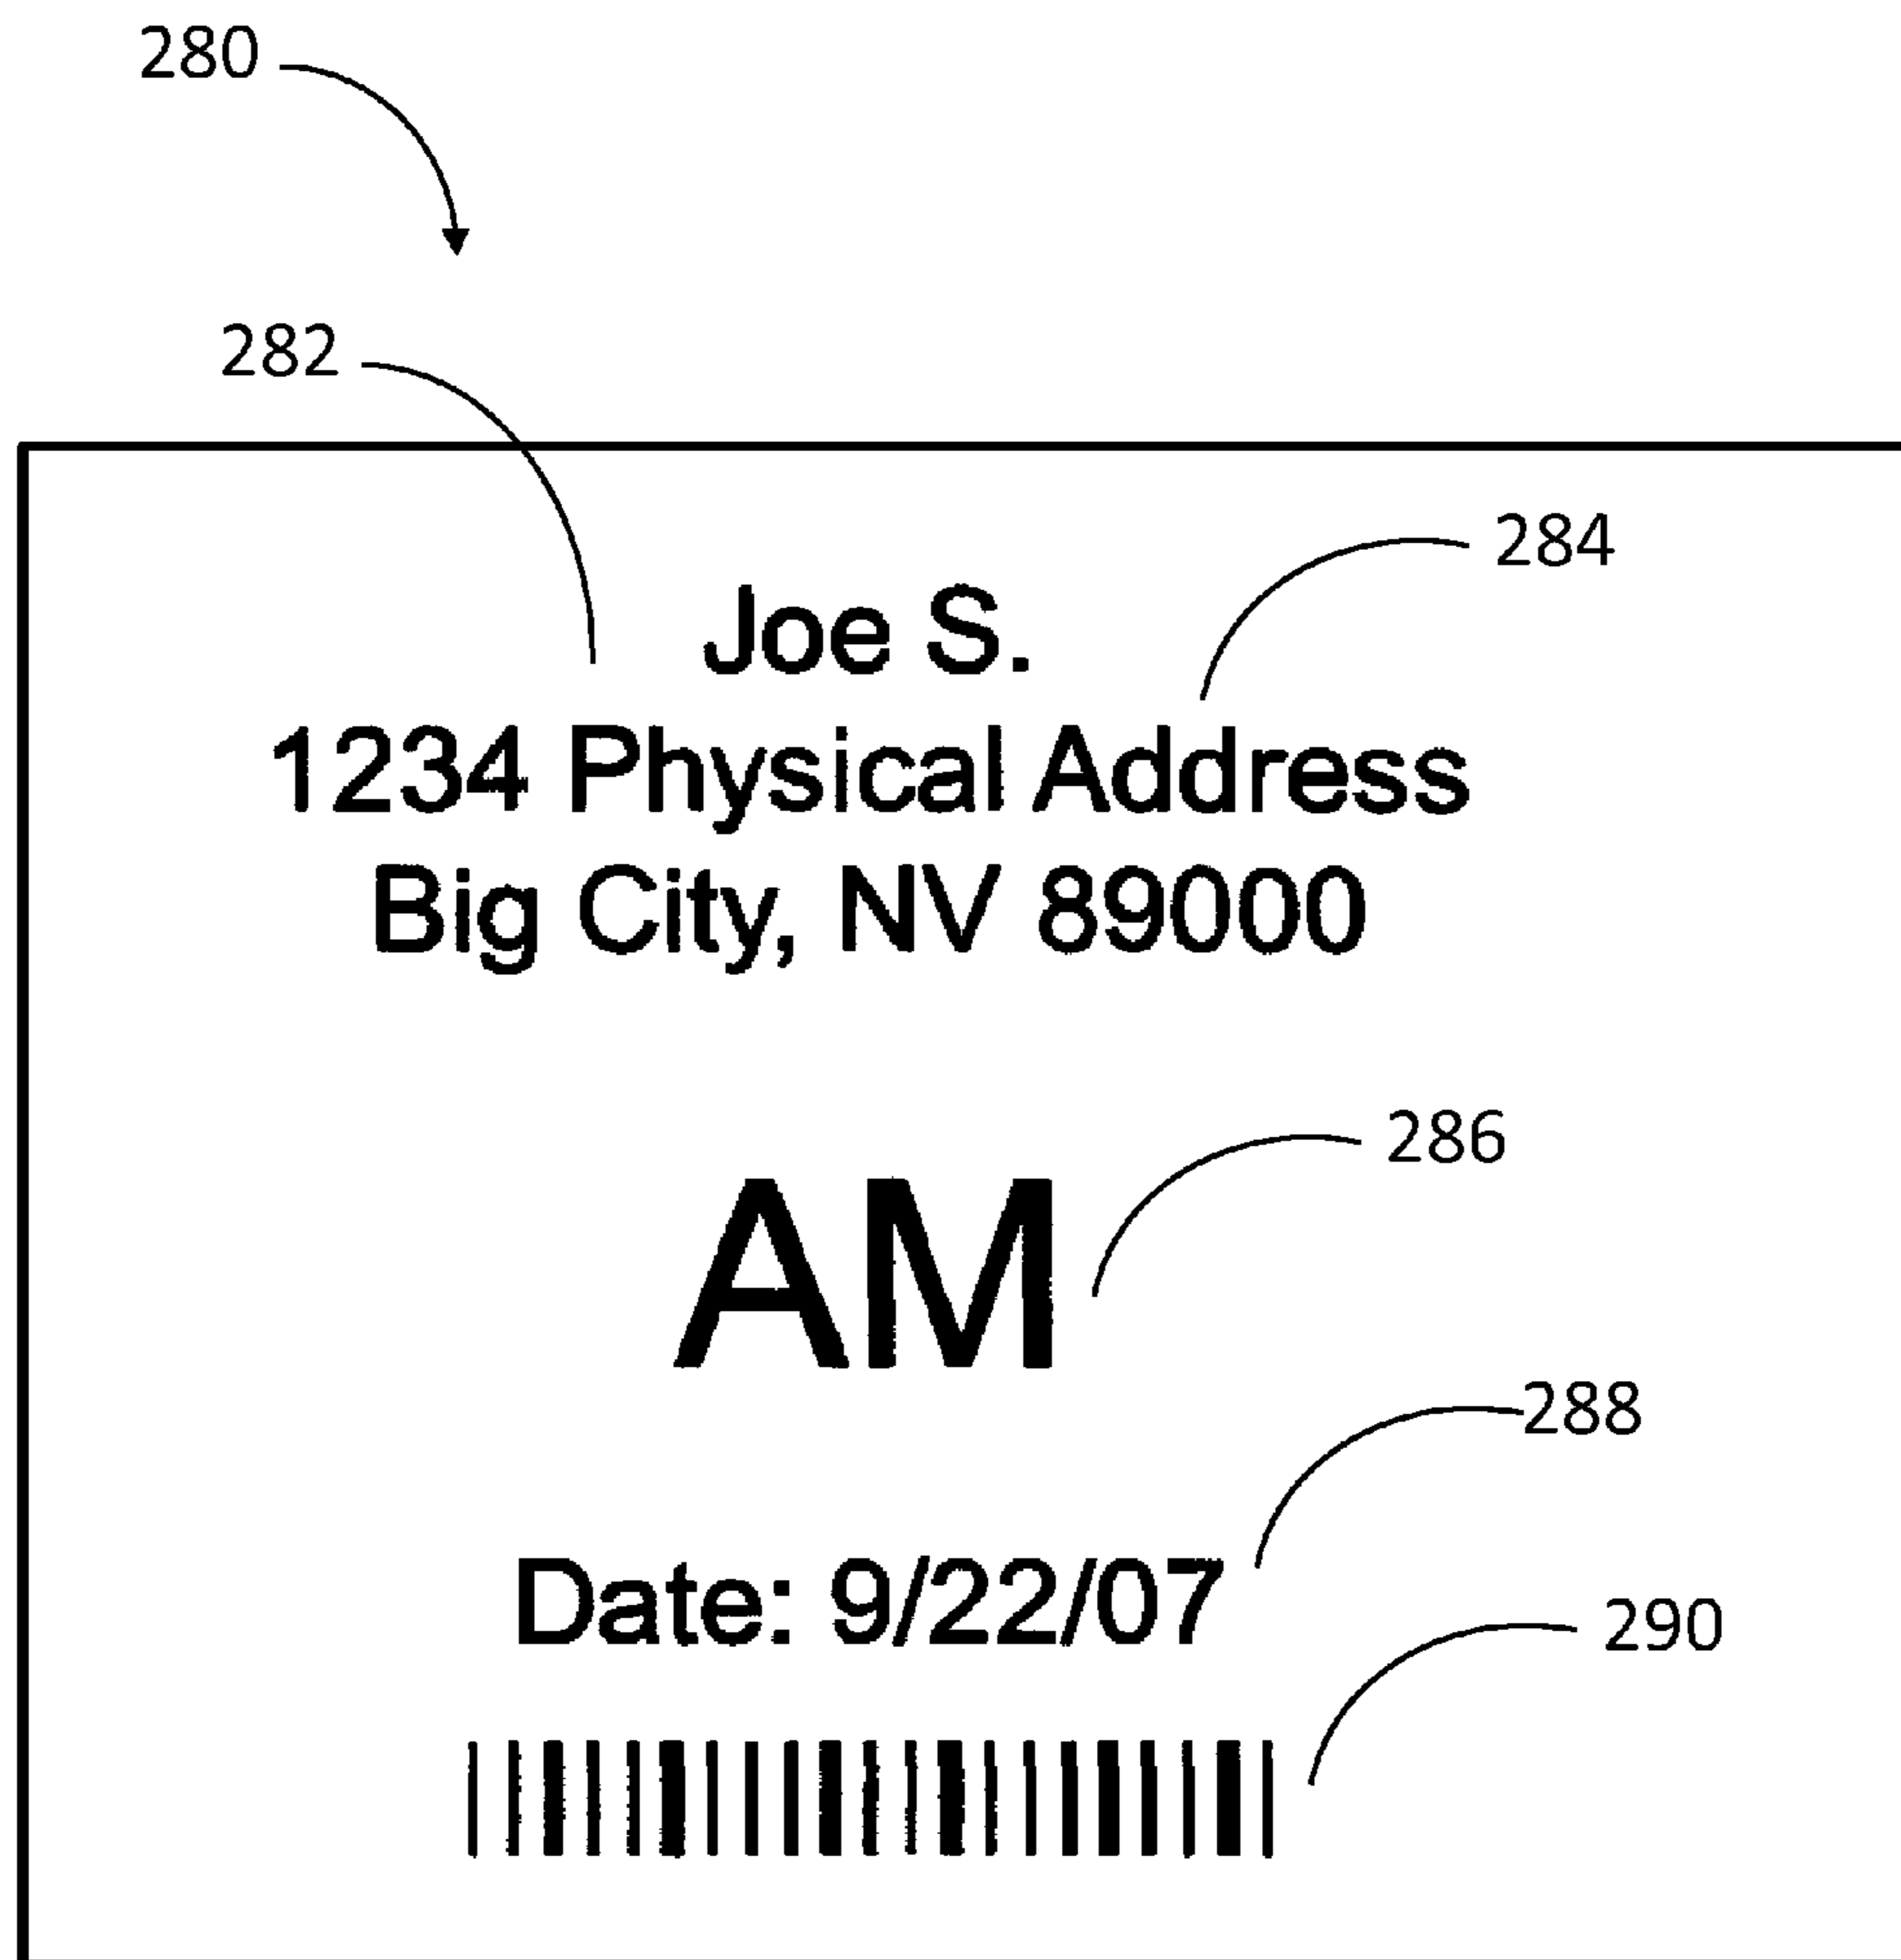 280
282
284
Joe S.
1234 Physical Address
Big City, NV 89000
286
AM
288
Date: 9/22/07
290